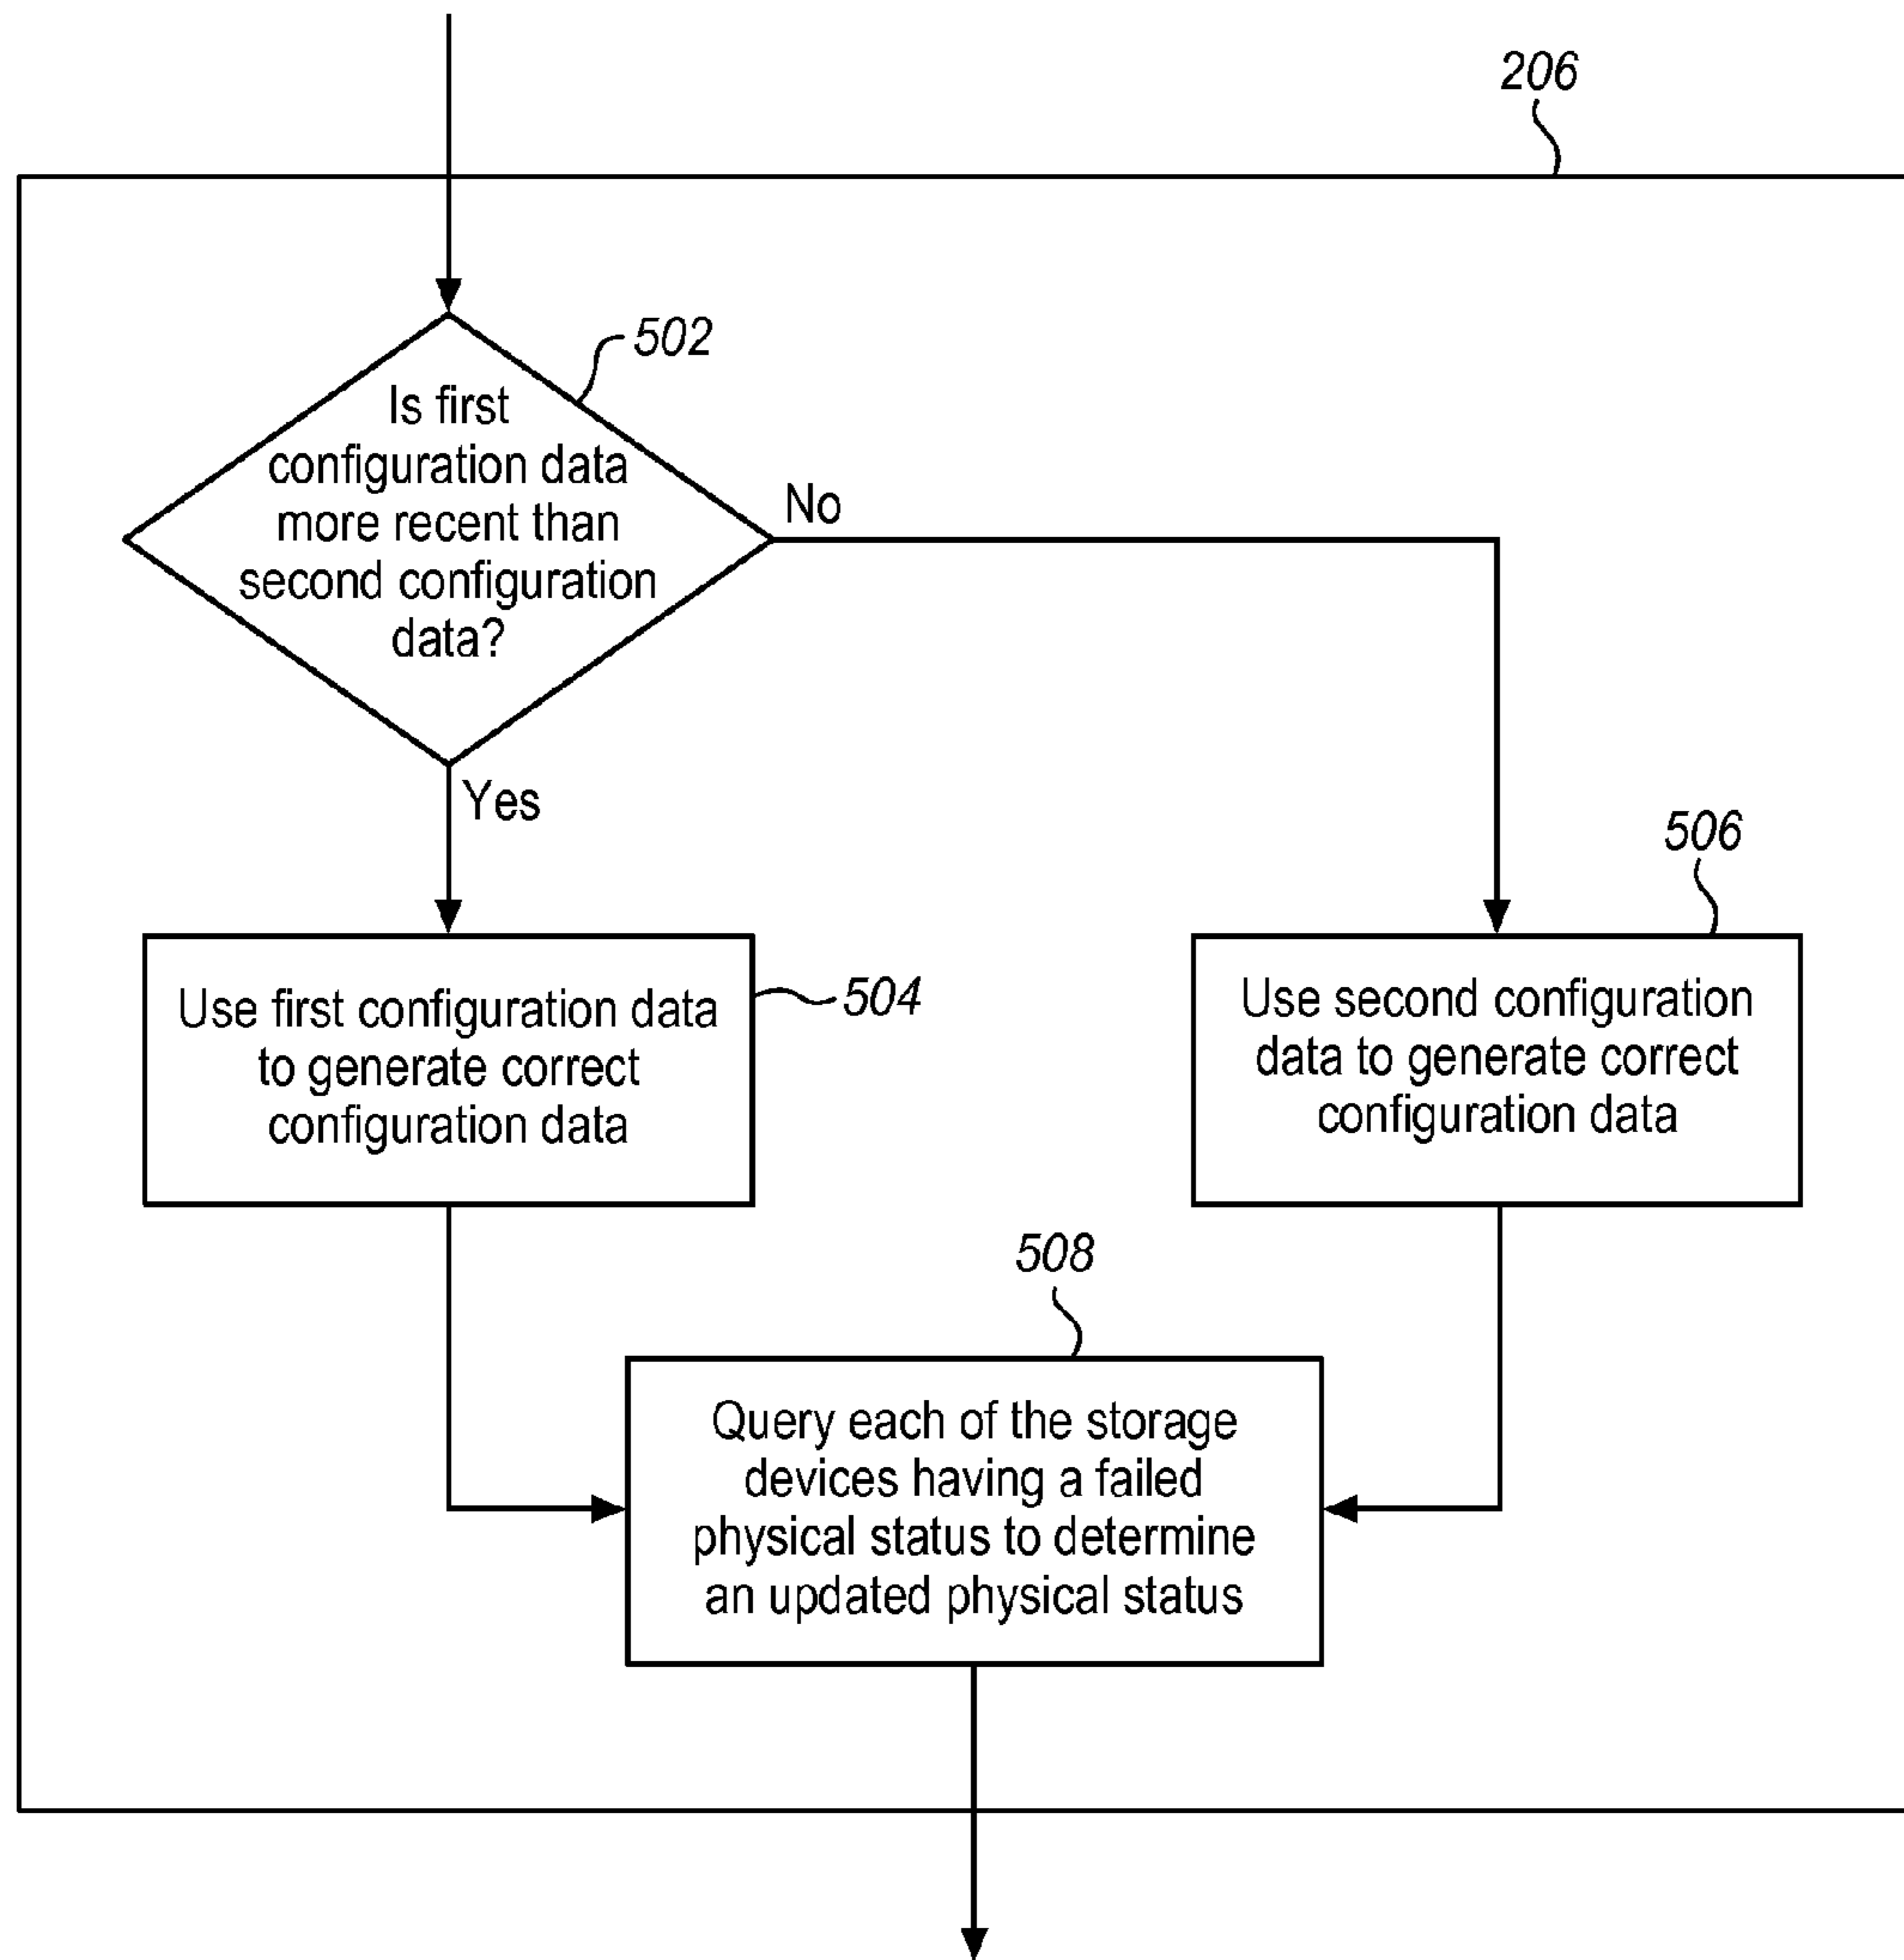 206
502
Is first
configuration data
more recent than
second configuration
data?
No
Yes
506
504
Use first configuration data
to generate correct
configuration data
Use second configuration
data to generate correct
configuration data
508
Query each of the storage
devices having a failed
physical status to determine
an updated physical status